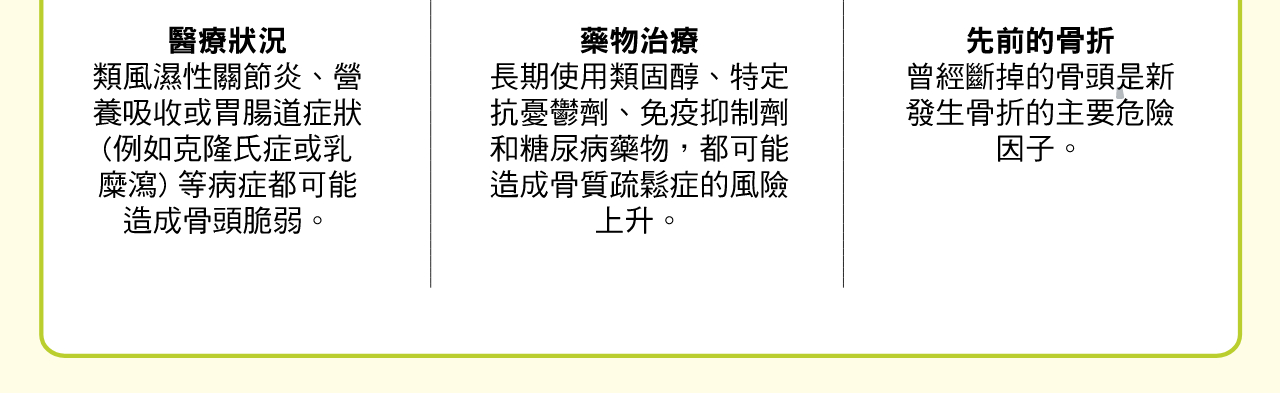 醫療狀況
類風濕性關節炎、營
養吸收或胃腸道症狀
(例如克隆氏症或乳
糜瀉) 等病症都可能
造成骨頭脆弱。
藥物治療
長期使用類固醇、特定
抗憂鬱劑、免疫抑制劑
和糖尿病藥物，都可能
造成骨質疏鬆症的風險
上升。
先前的骨折
曾經斷掉的骨頭是新
發生骨折的主要危險
因子。